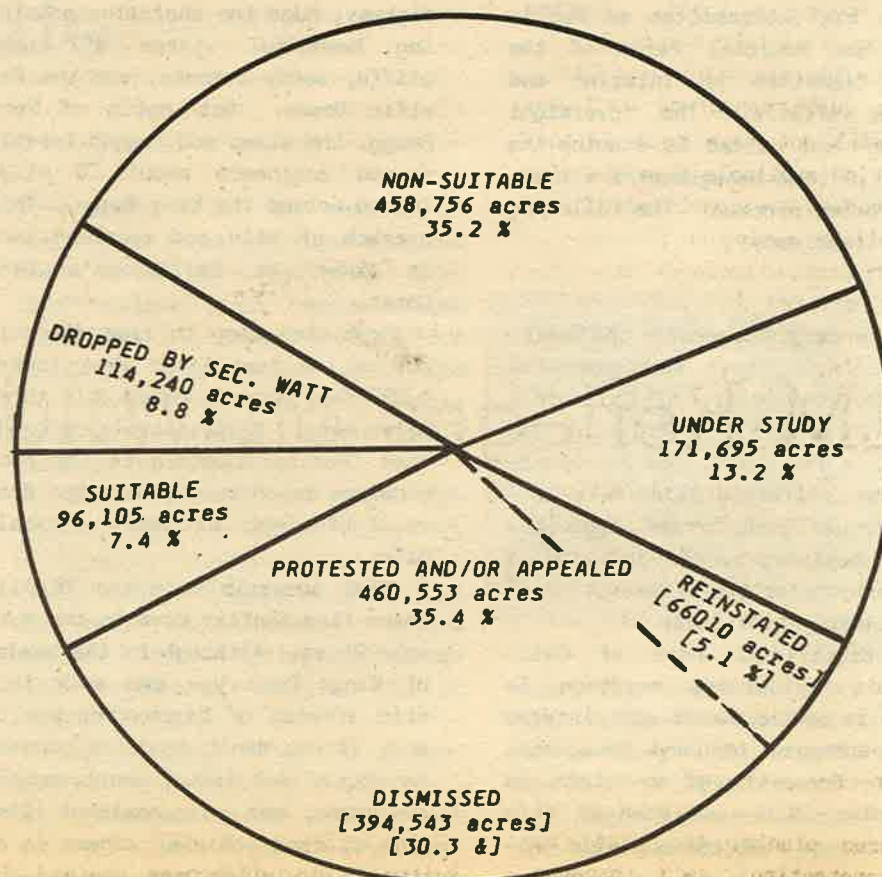 NON-SUITABLE
458,756 acres
35.2 %
DROPPED BY SEC. WATT
114,240 acres
8.8 %
UNDER STUDY
171,695 acres
13.2 %
SUITABLE
96,105 acres
7.4 %
PROTESTED AND/OR APPEALED
460,553 acres
35.4 %
REINSTATED
[66010 acres]
[5.1 %]
DISMISSED
[394,543 acres]
[30.3 &]